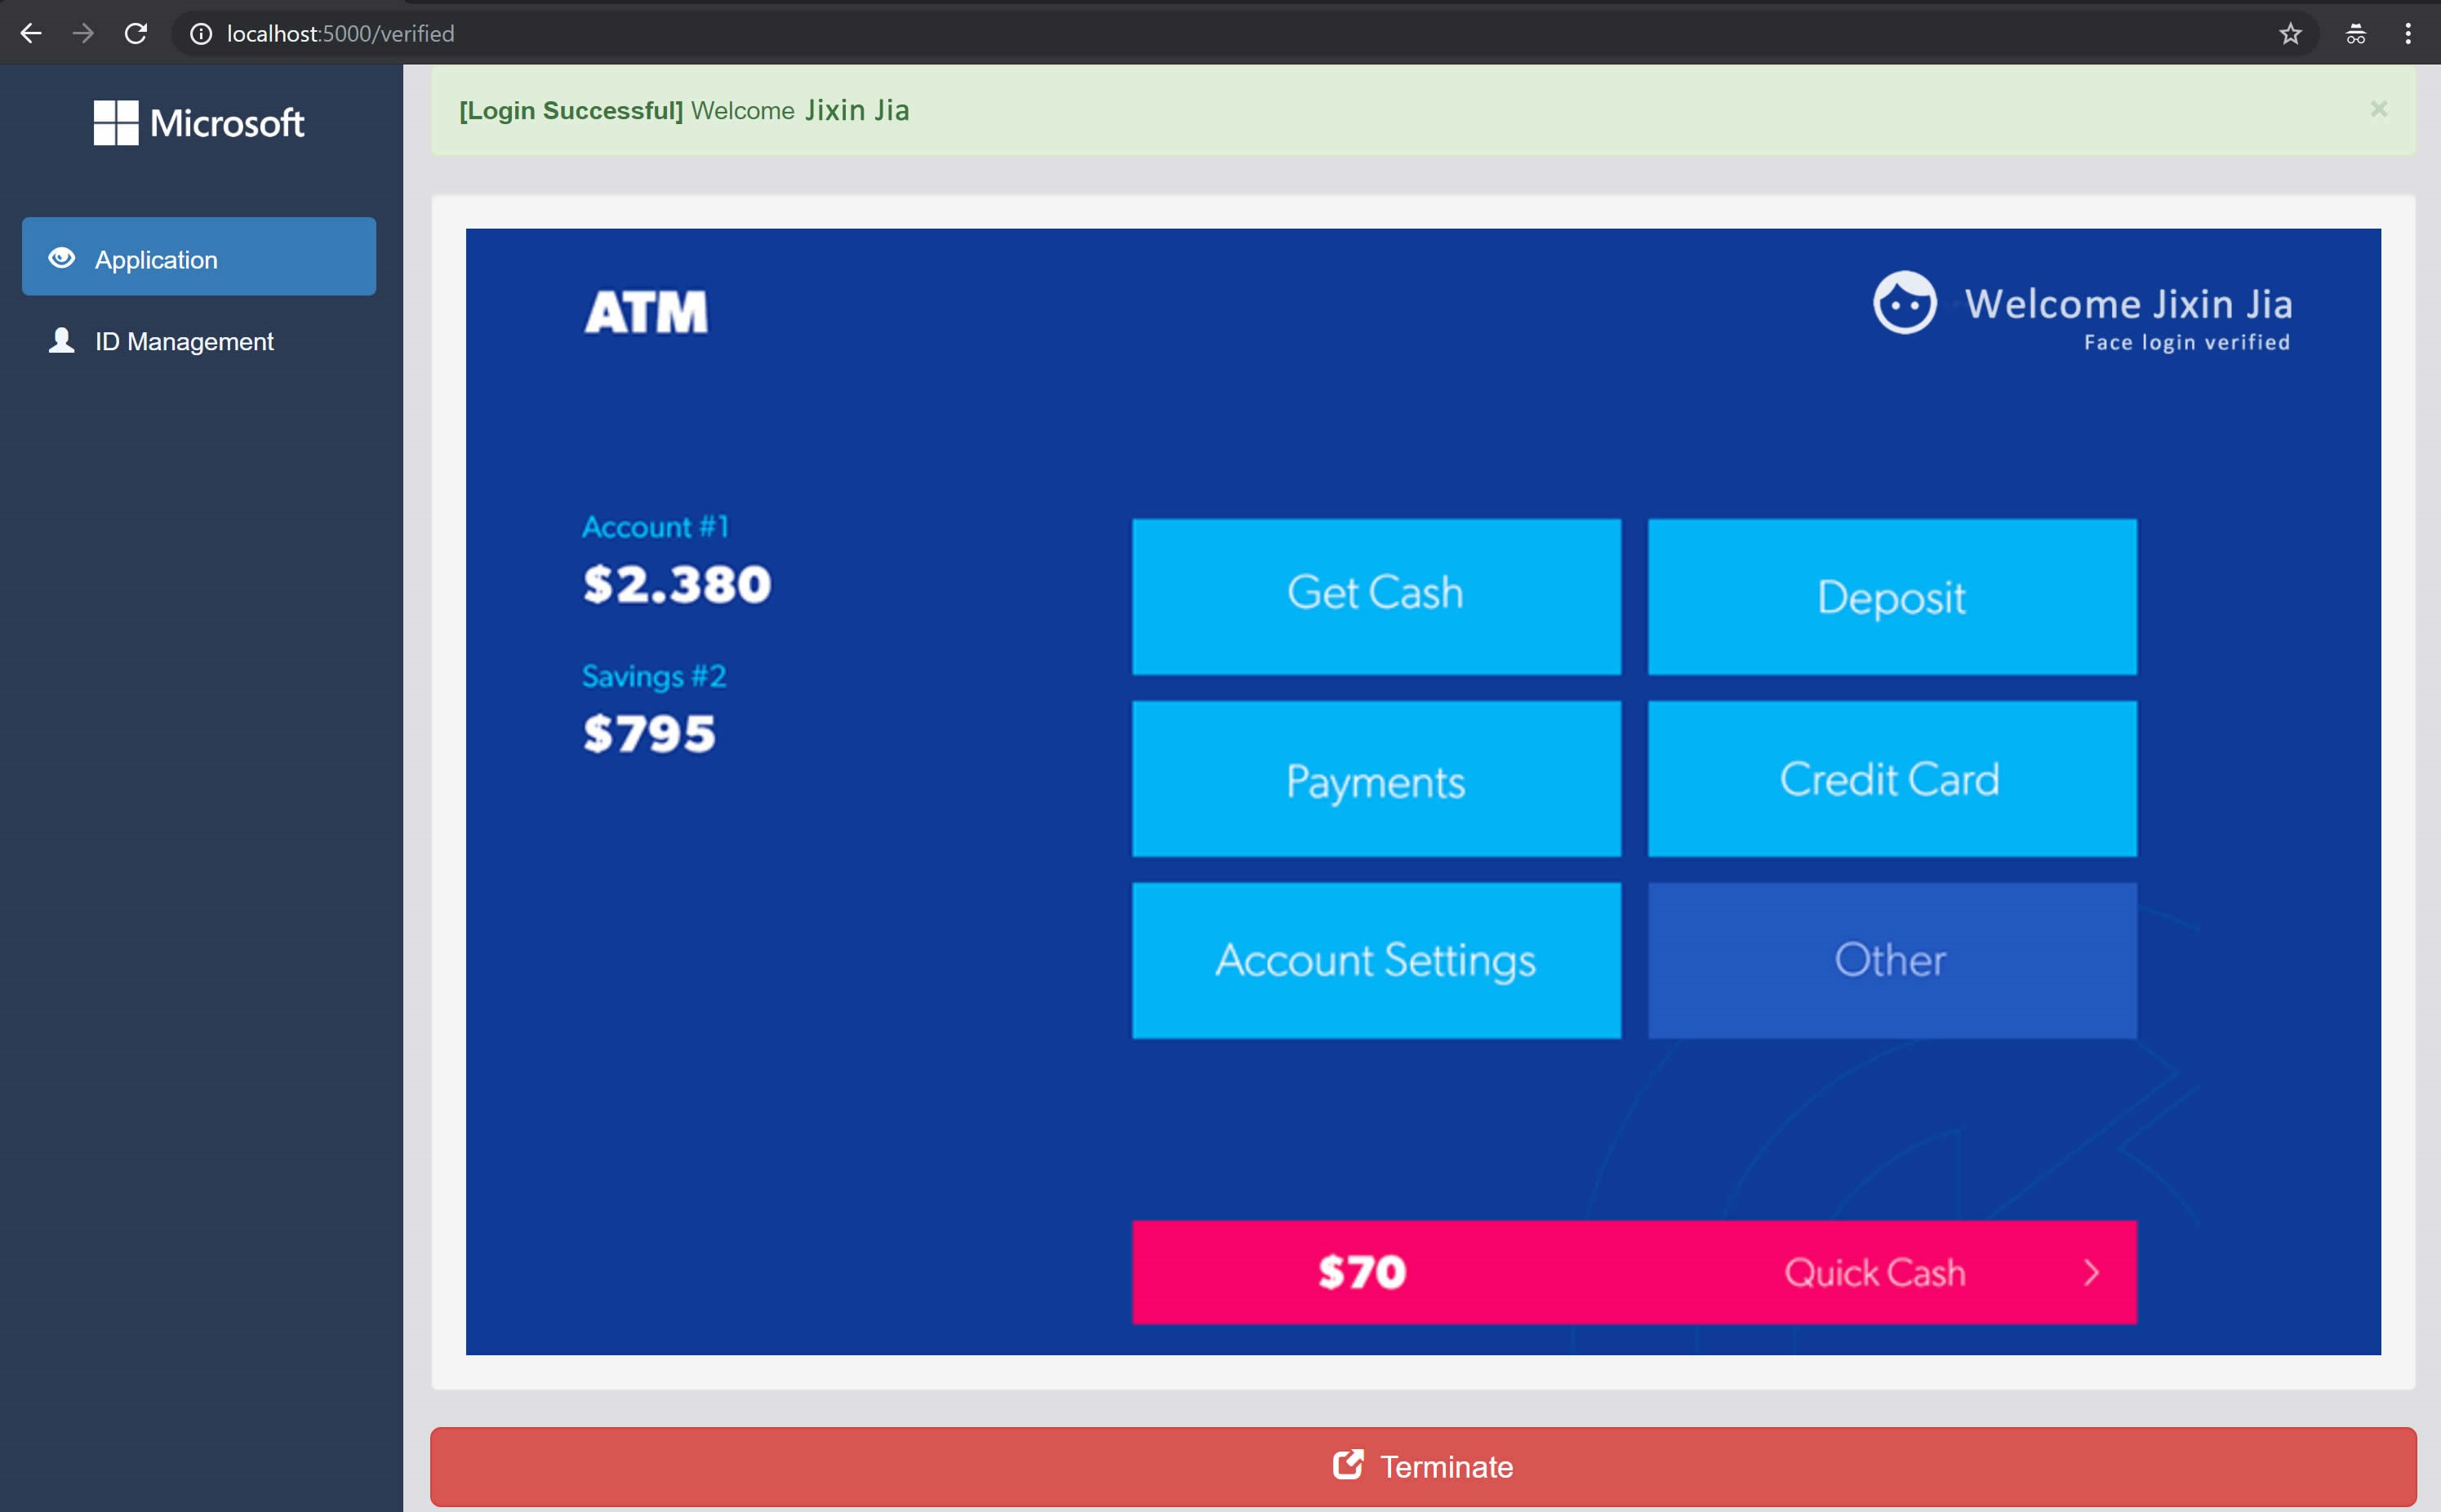 localhost:5000/verified
Microsoft
Application
ID Management
[Login Successful] Welcome Jixin Jia
×
ATM
Welcome Jixin Jia
Face login verified
Account #1
$2.380
Savings #2
$795
Get Cash
Deposit
Payments
Credit Card
Account Settings
Other
$70
Quick Cash
Terminate